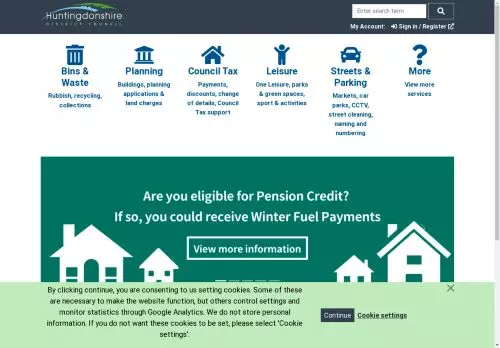 Huntingdonshire
DISTRICT COUNCIL
Enter search term
My Account: Sign in / Register
Bins &
Waste
Rubbish, recycling,
collections
Planning
Buildings, planning
applications &
land charges
Council Tax
Payments,
discounts, change
of details, Council
Tax support
Leisure
One Leisure, parks
& green spaces,
sport & activities
Streets &
Parking
Markets, car
parks, CCTV,
street cleaning,
naming and
numbering
More
View more
services
Are you eligible for Pension Credit?
If so, you could receive Winter Fuel Payments
View more information
By clicking continue, you are consenting to us setting cookies. Some of these
are necessary to make the website function, but others control settings and
monitor statistics through Google Analytics. We do not store personal
information. If you do not want these cookies to be set, please select 'Cookie
settings'.
Continue
Cookie settings